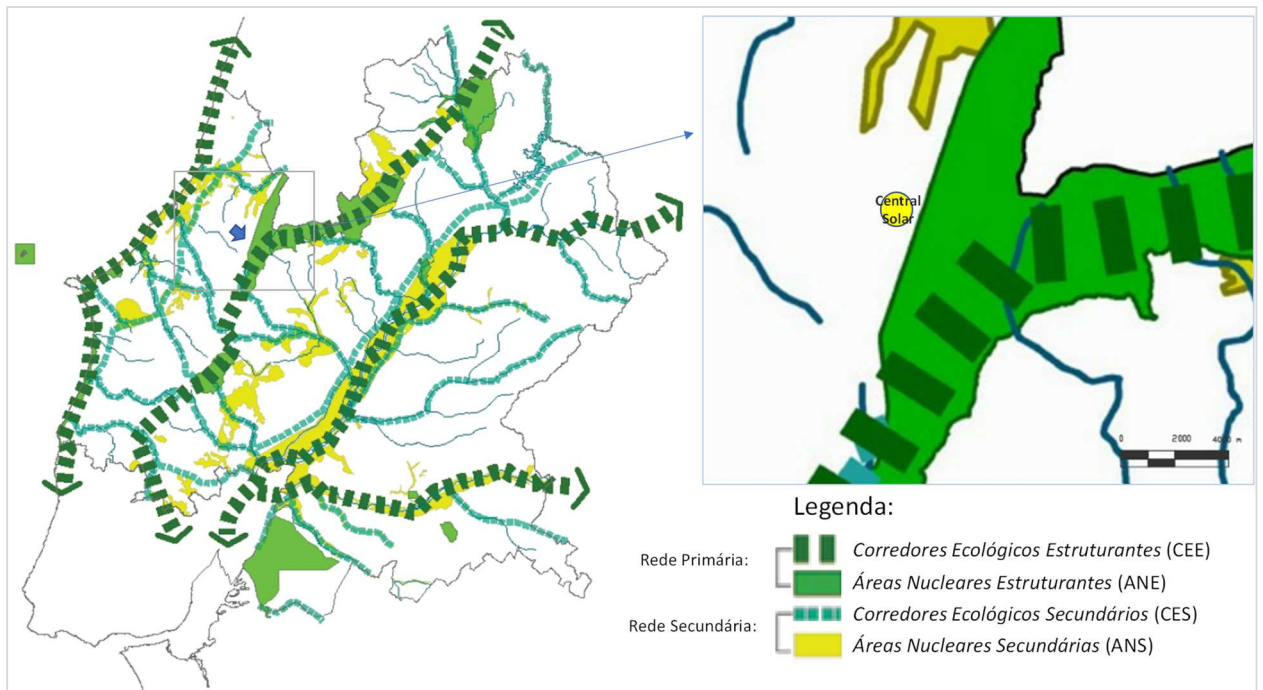 Central
Solar
0 2000 4000 m
Legenda:
Rede Primária:
Corredores Ecológicos Estruturantes (CEE)
Áreas Nucleares Estruturantes (ANE)
Rede Secundária:
Corredores Ecológicos Secundários (CES)
Áreas Nucleares Secundárias (ANS)